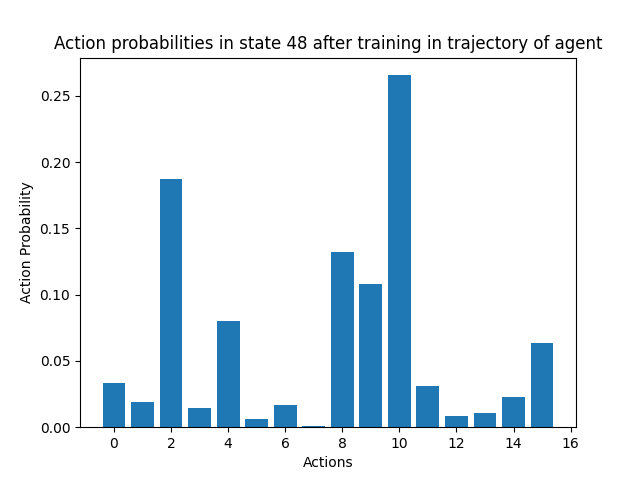 Action probabilities in state 48 after training in trajectory of agent
0.25
0.20
0.15
0.10
0.05
0.00
Action Probability
0 2 4 6 8 10 12 14 16
Actions